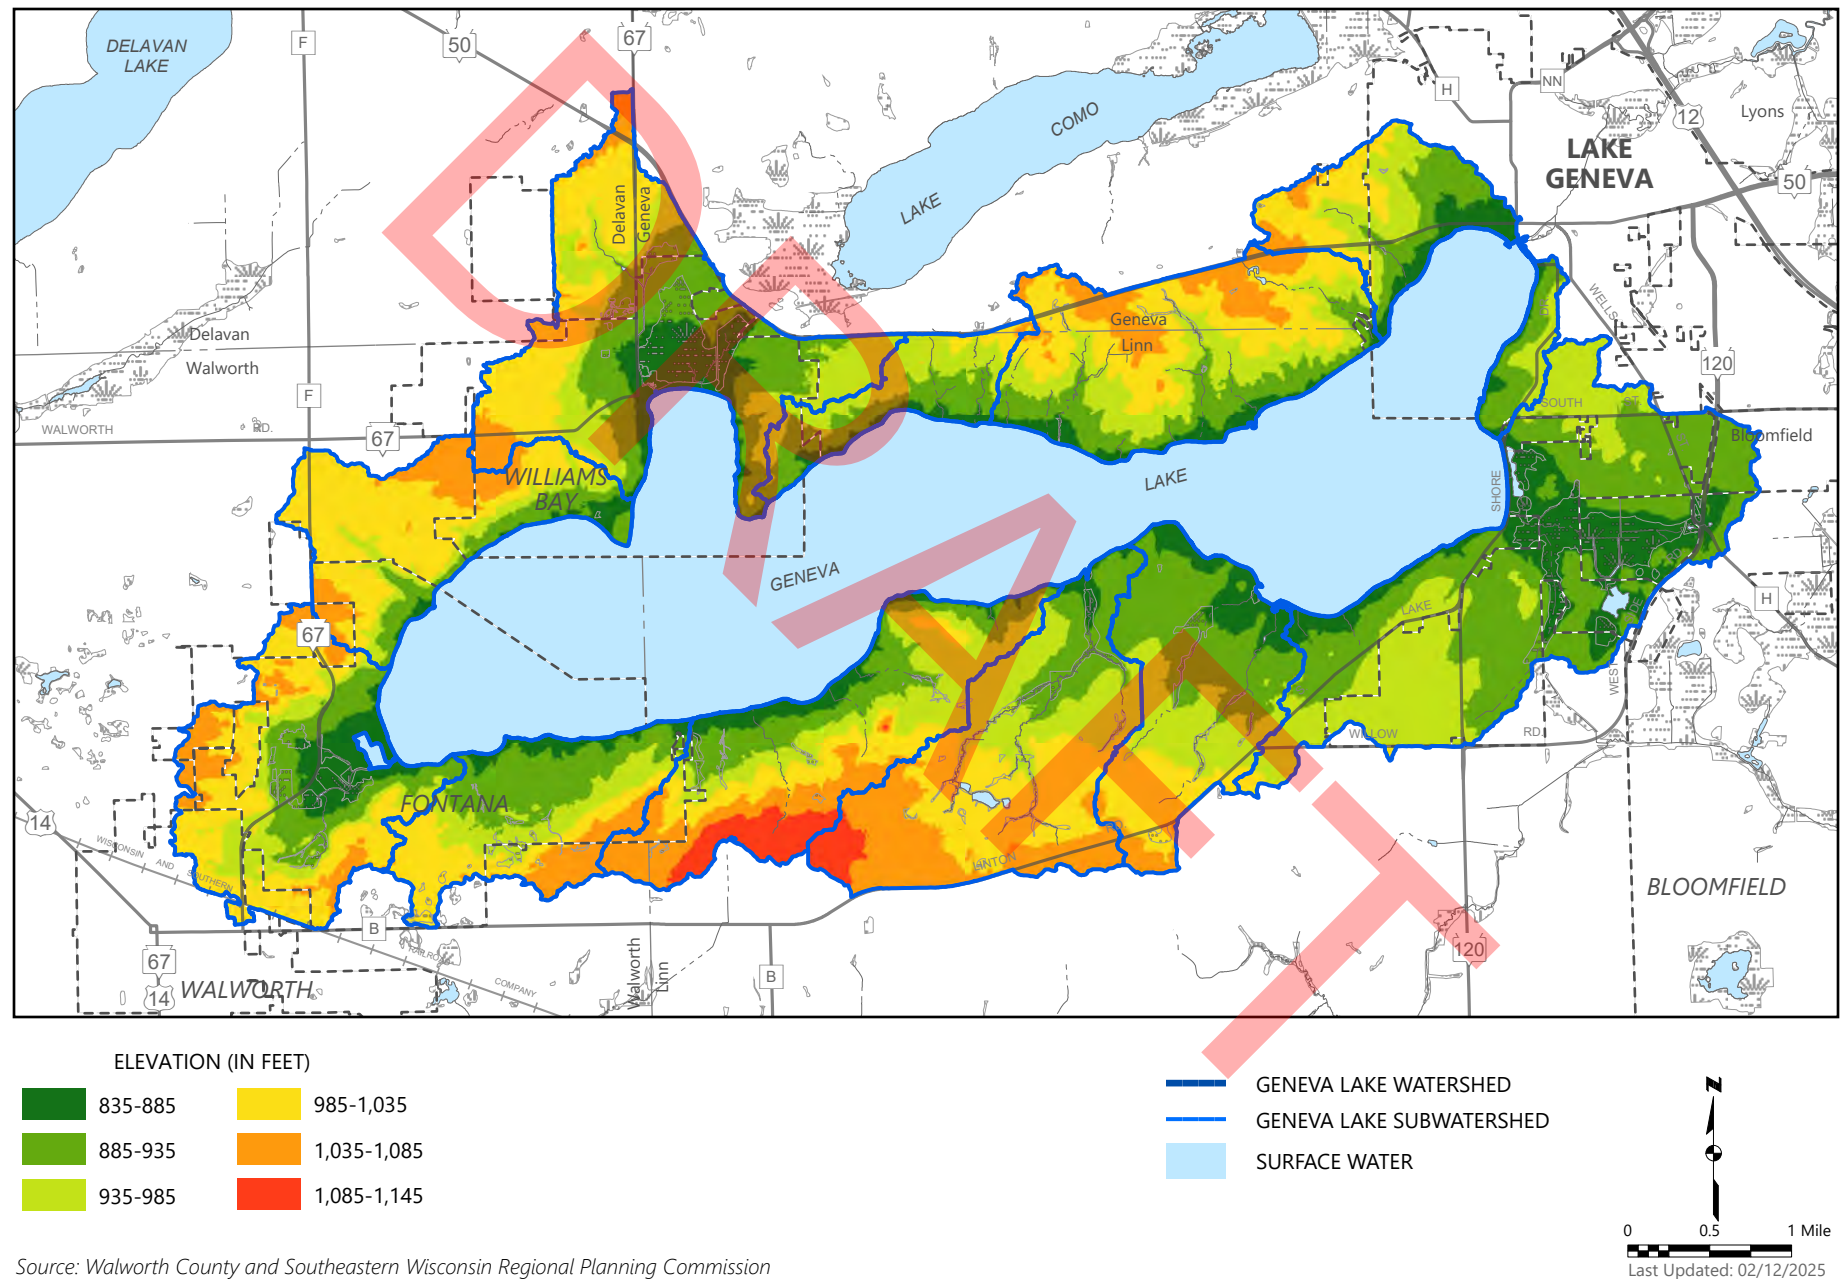 DELAVAN
LAKE
F
50
67
H
NN
12
Lyons
LAKE
GENEVA
50
COMO
LAKE
Delavan
Geneva
Delavan
Walworth
F
WALWORTH
RD.
67
Geneva
Linn
WELLS
120
SOUTH
ST.
Bloomfield
WILLIAMS
BAY
LAKE
SHORE
GENEVA
H
67
LAKE
WILLOW
RD.
WEST
FONTANA
14
WISCONSIN AND
SOUTHERN
RAILROAD
COMPANY
LINTON
B
BLOOMFIELD
67
14
WALWORTH
Walworth
Linn
B
120
DRAFT
ELEVATION (IN FEET)
835-885
885-935
935-985
985-1,035
1,035-1,085
1,085-1,145
GENEVA LAKE WATERSHED
GENEVA LAKE SUBWATERSHED
SURFACE WATER
N
0 0.5 1 Mile
Source: Walworth County and Southeastern Wisconsin Regional Planning Commission
Last Updated: 02/12/2025